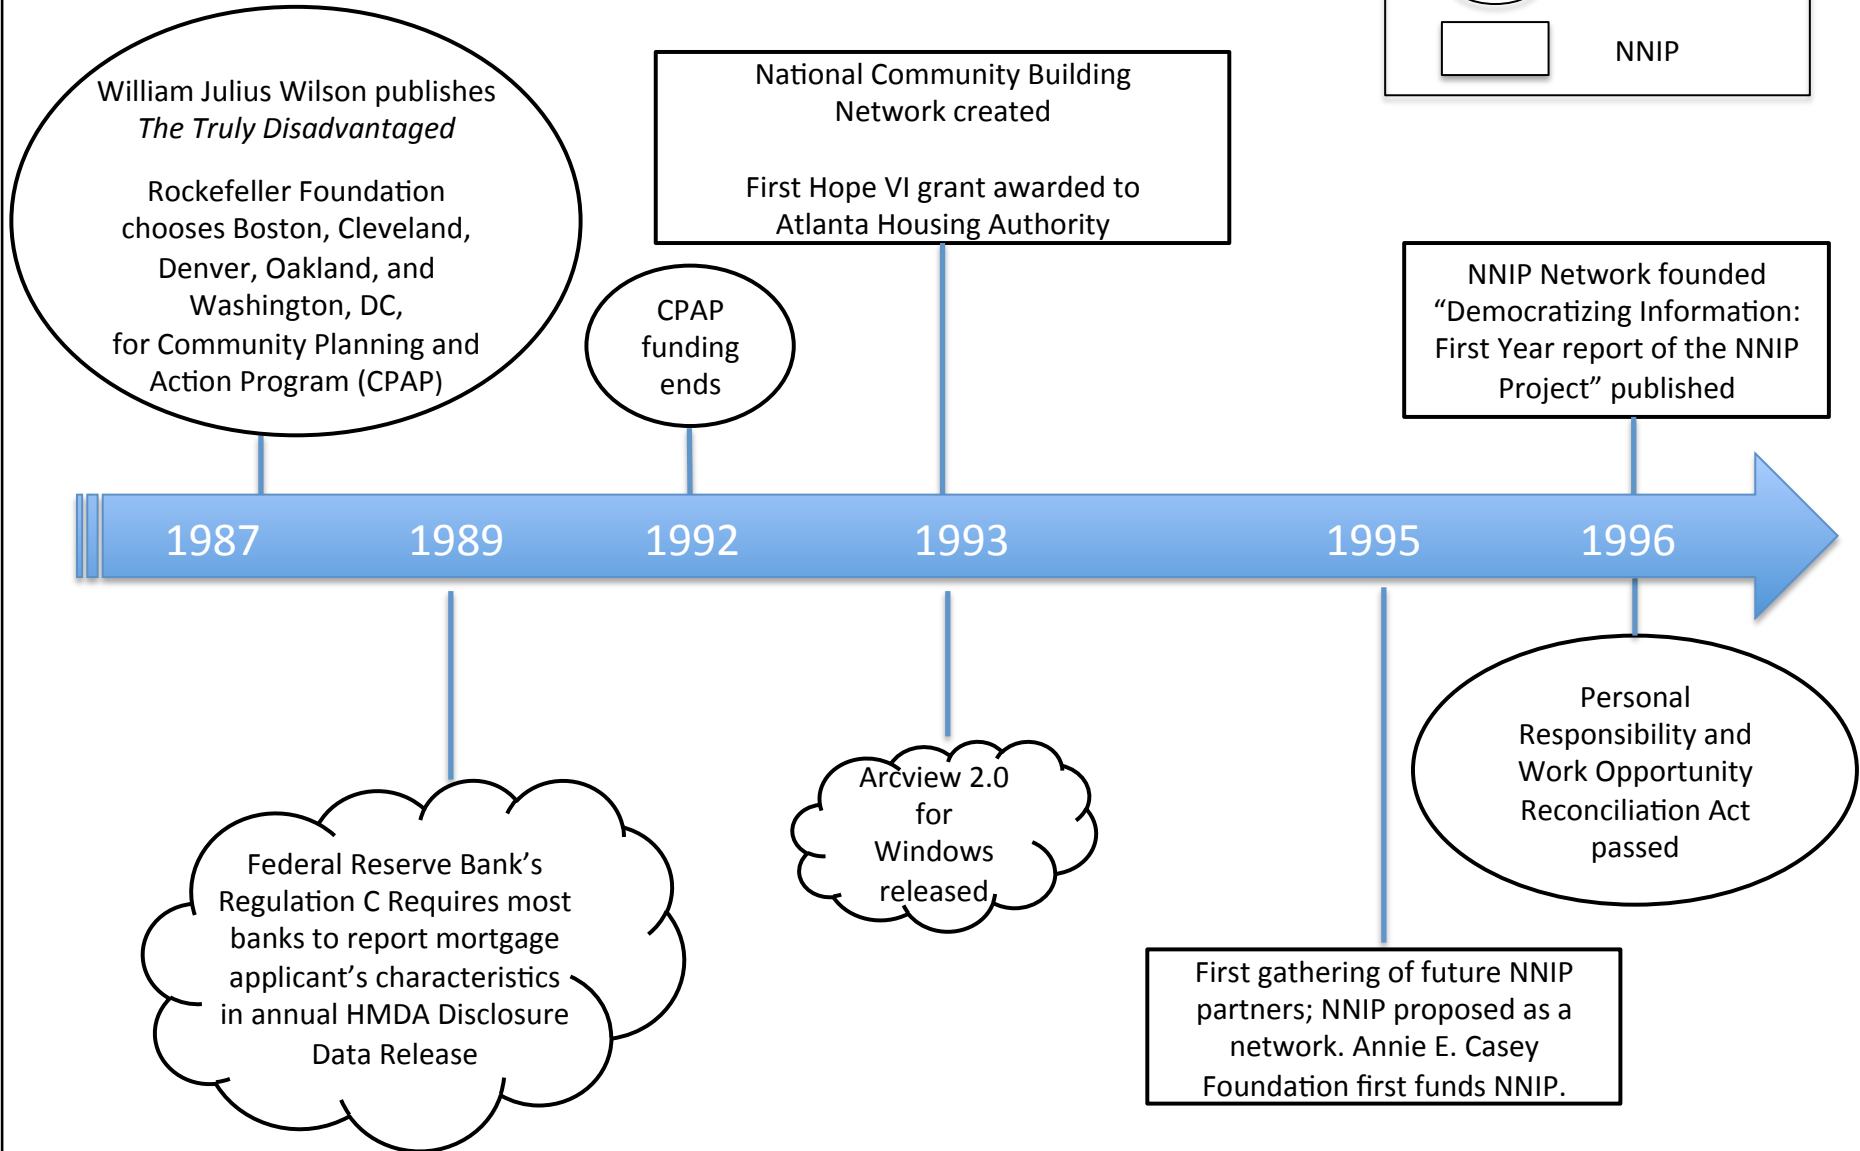 NNIP
William Julius Wilson publishes
The Truly Disadvantaged
Rockefeller Foundation
chooses Boston, Cleveland,
Denver, Oakland, and
Washington, DC,
for Community Planning and
Action Program (CPAP)
National Community Building
Network created
First Hope VI grant awarded to
Atlanta Housing Authority
CPAP
funding
ends
NNIP Network founded
“Democratizing Information:
First Year report of the NNIP
Project” published
1987
1989
1992
1993
1995
1996
Federal Reserve Bank’s
Regulation C Requires most
banks to report mortgage
applicant’s characteristics
in annual HMDA Disclosure
Data Release
Arcview 2.0
for
Windows
released
First gathering of future NNIP
partners; NNIP proposed as a
network. Annie E. Casey
Foundation first funds NNIP.
Personal
Responsibility and
Work Opportunity
Reconciliation Act
passed